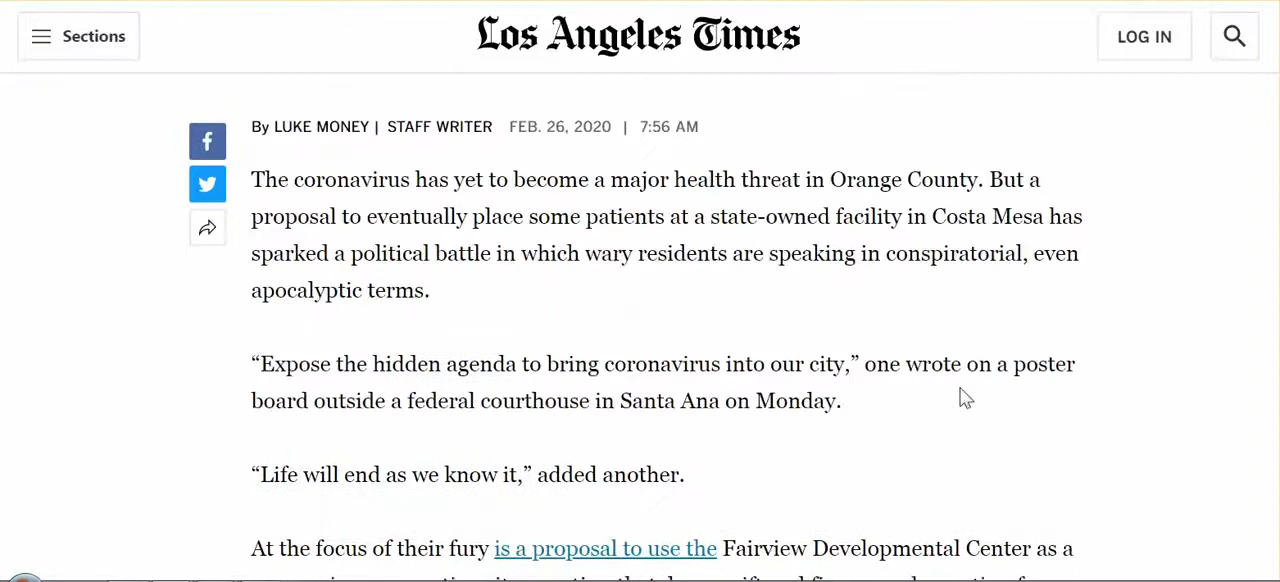 Sections
Los Angeles Times
LOG IN
By LUKE MONEY | STAFF WRITER FEB. 26, 2020 | 7:56 AM
The coronavirus has yet to become a major health threat in Orange County. But a
proposal to eventually place some patients at a state-owned facility in Costa Mesa has
sparked a political battle in which wary residents are speaking in conspiratorial, even
apocalyptic terms.
“Expose the hidden agenda to bring coronavirus into our city,” one wrote on a poster
board outside a federal courthouse in Santa Ana on Monday.
“Life will end as we know it,” added another.
At the focus of their fury is a proposal to use the Fairview Developmental Center as a